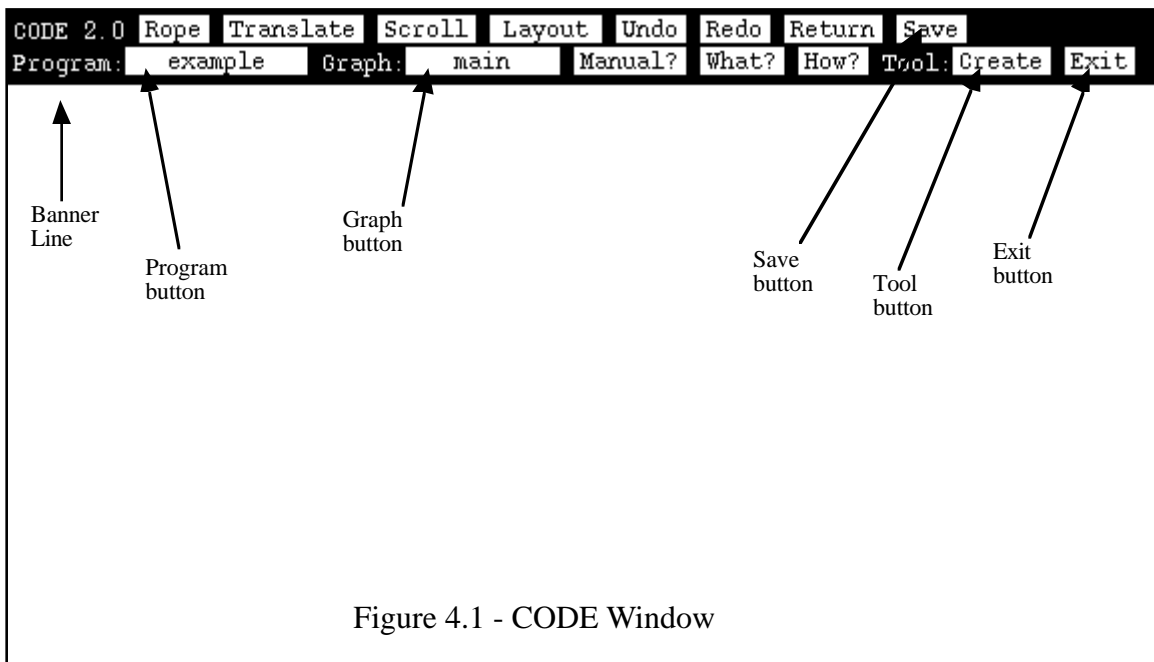 CODE 2.0 Rope Translate Scroll Layout Undo Redo Return Save
Program: example Graph: main Manual? What? How? Tool: Create Exit
Banner
Line
Program
button
Graph
button
Save
button
Tool
button
Exit
button
Figure 4.1 - CODE Window